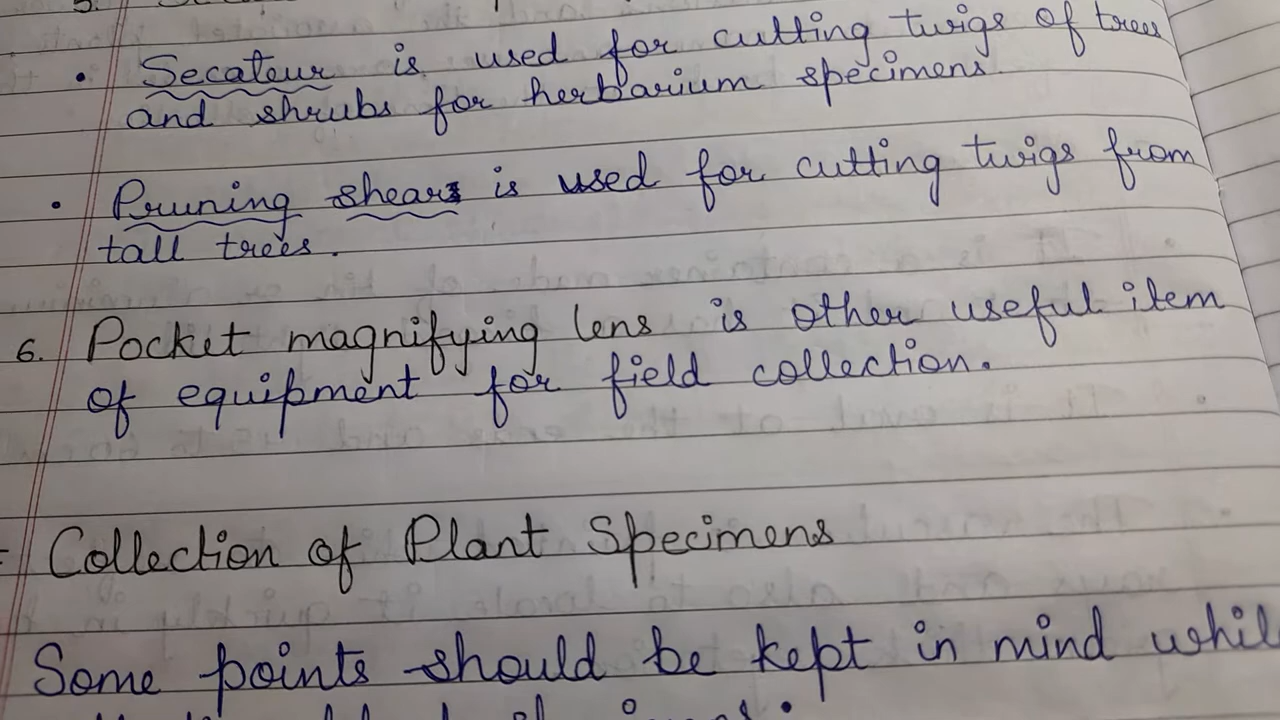 • Secateur is used for cutting twigs of trees
and shrubs for herbarium specimens.
• Pruning shears is used for cutting twigs from
tall trees.
6. Pocket magnifying lens is other useful item
of equipment for field collection.
Collection of Plant Specimens
Some points should be kept in mind whil